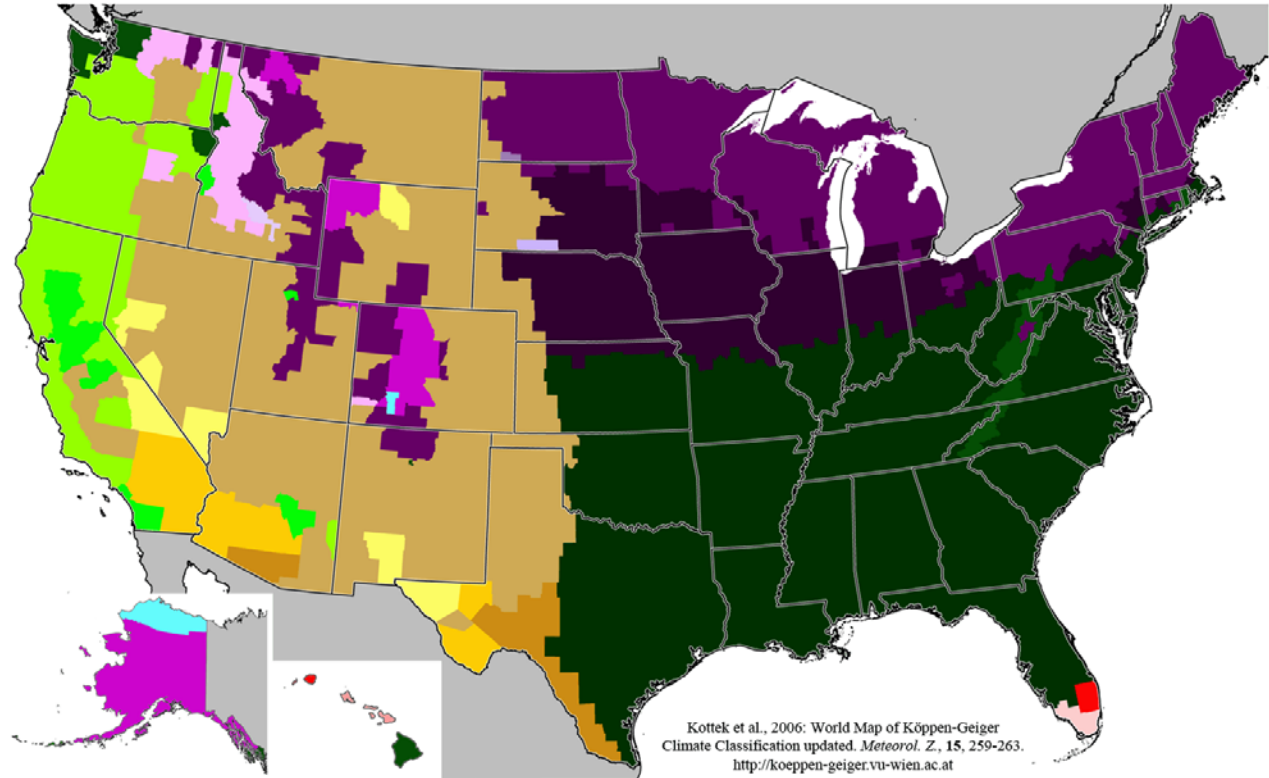 Kottek et al., 2006: World Map of Köppen-Geiger
Climate Classification updated. Meteorol. Z., 15, 259-263.
http://koeppen-geiger.vu-wien.ac.at